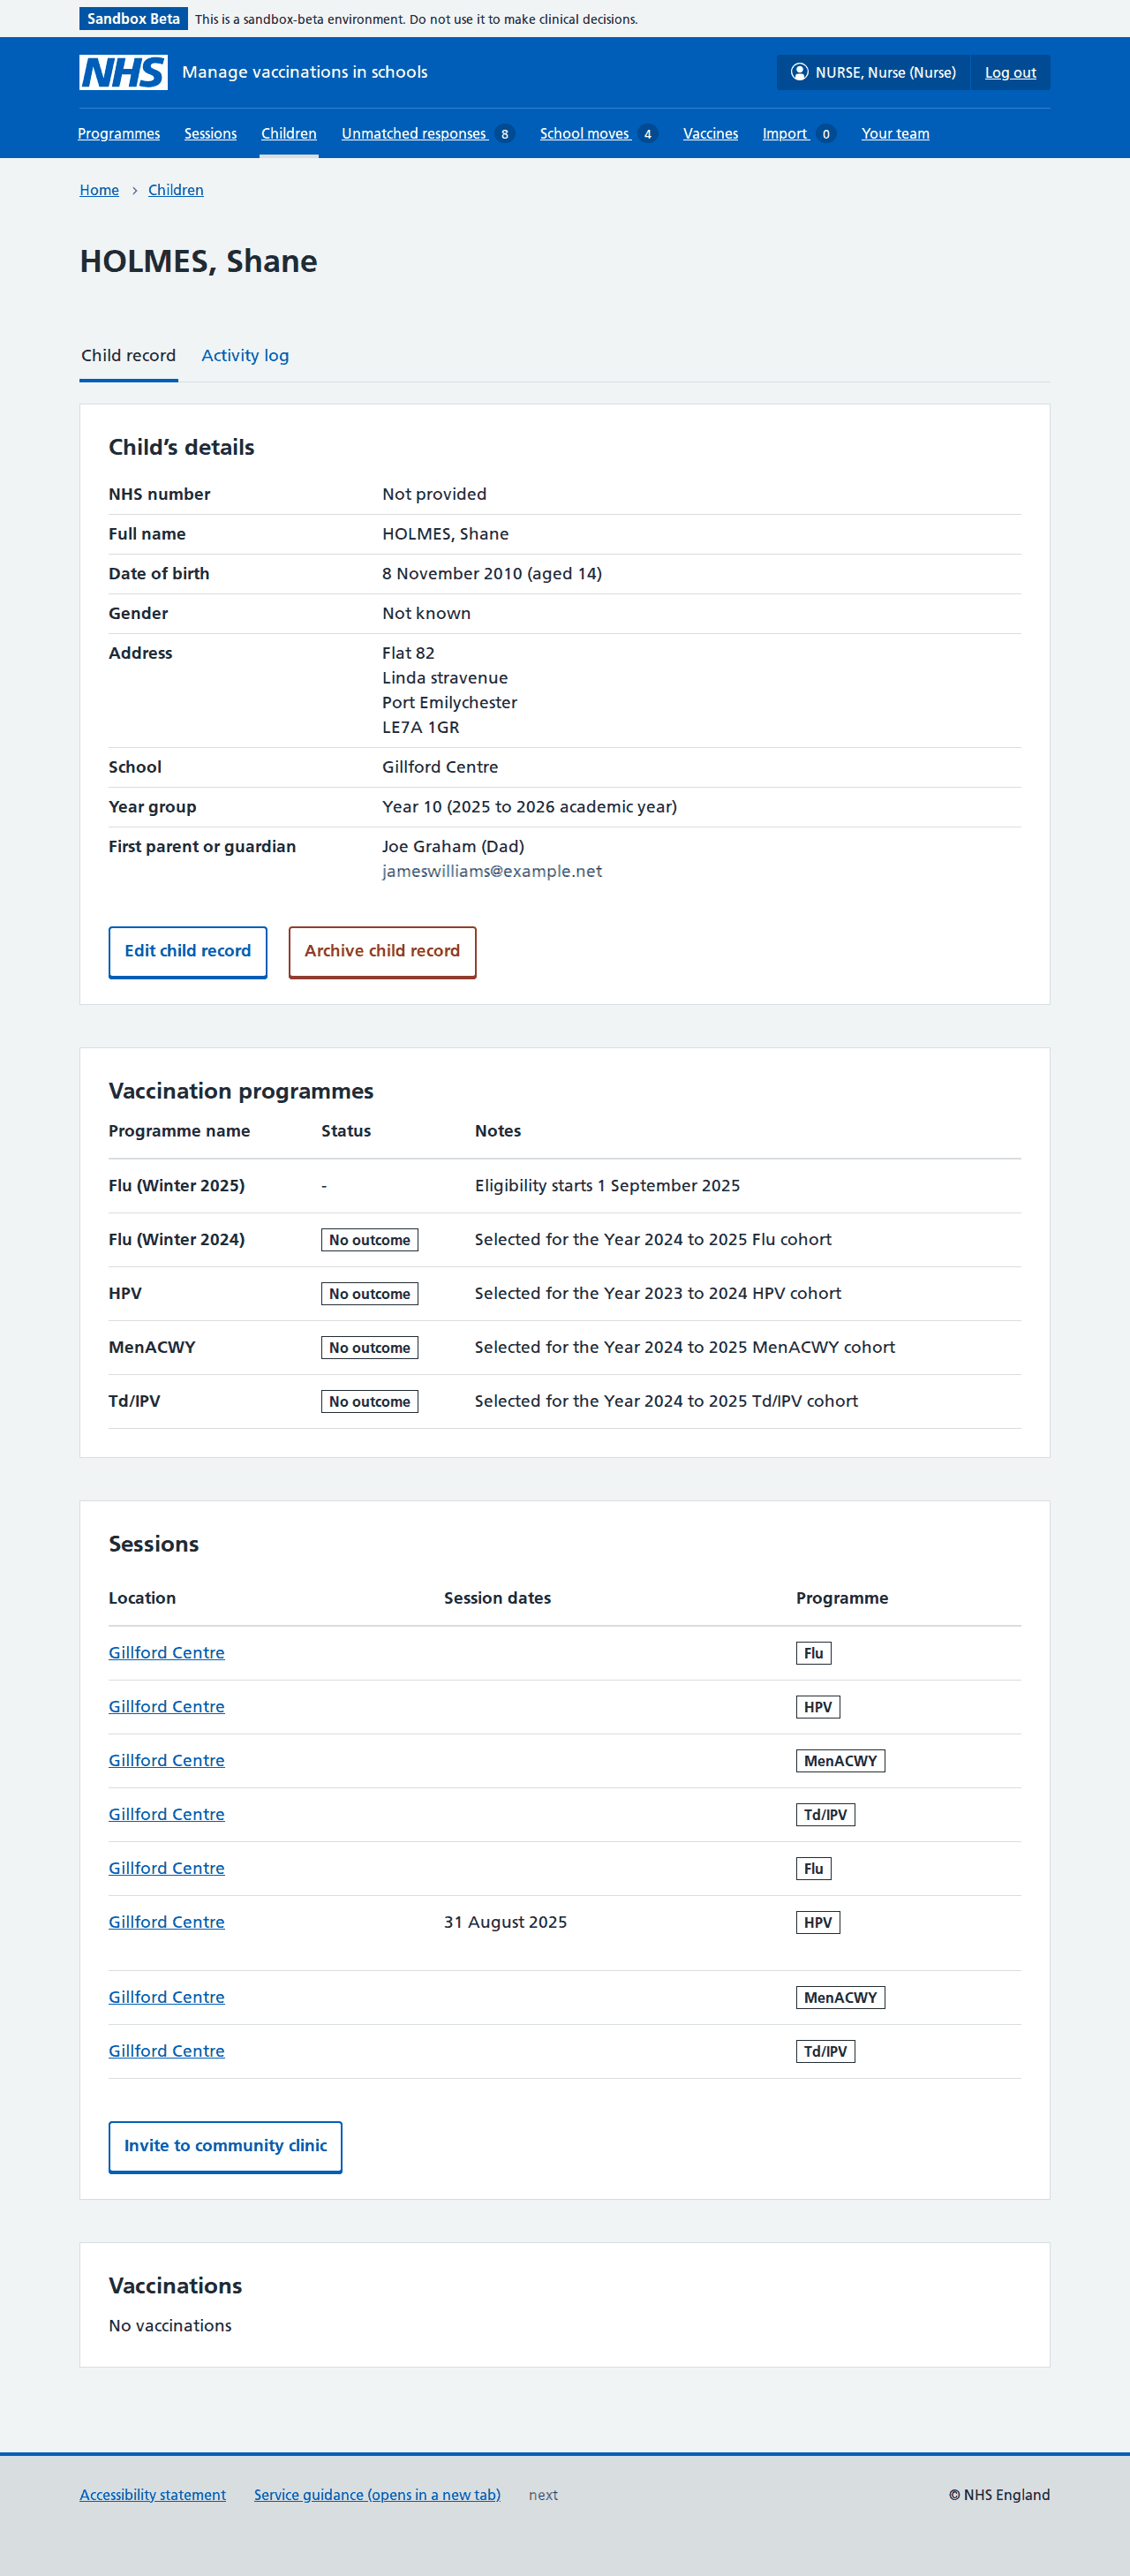 Sandbox Beta This is a sandbox-beta environment. Do not use it to make clinical decisions.
NHS Manage vaccinations in schools NURSE, Nurse (Nurse) Log out
Programmes Sessions Children Unmatched responses 8 School moves 4 Vaccines Import 0 Your team
Home › Children
HOLMES, Shane
Child record Activity log
Child’s details
NHS number Not provided
Full name HOLMES, Shane
Date of birth 8 November 2010 (aged 14)
Gender Not known
Address Flat 82
Linda stravenue
Port Emilychester
LE7A 1GR
School Gillford Centre
Year group Year 10 (2025 to 2026 academic year)
First parent or guardian Joe Graham (Dad)
jameswilliams@example.net
Edit child record Archive child record
Vaccination programmes
Programme name Status Notes
Flu (Winter 2025) - Eligibility starts 1 September 2025
Flu (Winter 2024) No outcome Selected for the Year 2024 to 2025 Flu cohort
HPV No outcome Selected for the Year 2023 to 2024 HPV cohort
MenACWY No outcome Selected for the Year 2024 to 2025 MenACWY cohort
Td/IPV No outcome Selected for the Year 2024 to 2025 Td/IPV cohort
Sessions
Location Session dates Programme
Gillford Centre Flu
Gillford Centre HPV
Gillford Centre MenACWY
Gillford Centre Td/IPV
Gillford Centre Flu
Gillford Centre 31 August 2025 HPV
Gillford Centre MenACWY
Gillford Centre Td/IPV
Invite to community clinic
Vaccinations
No vaccinations
Accessibility statement Service guidance (opens in a new tab) next © NHS England